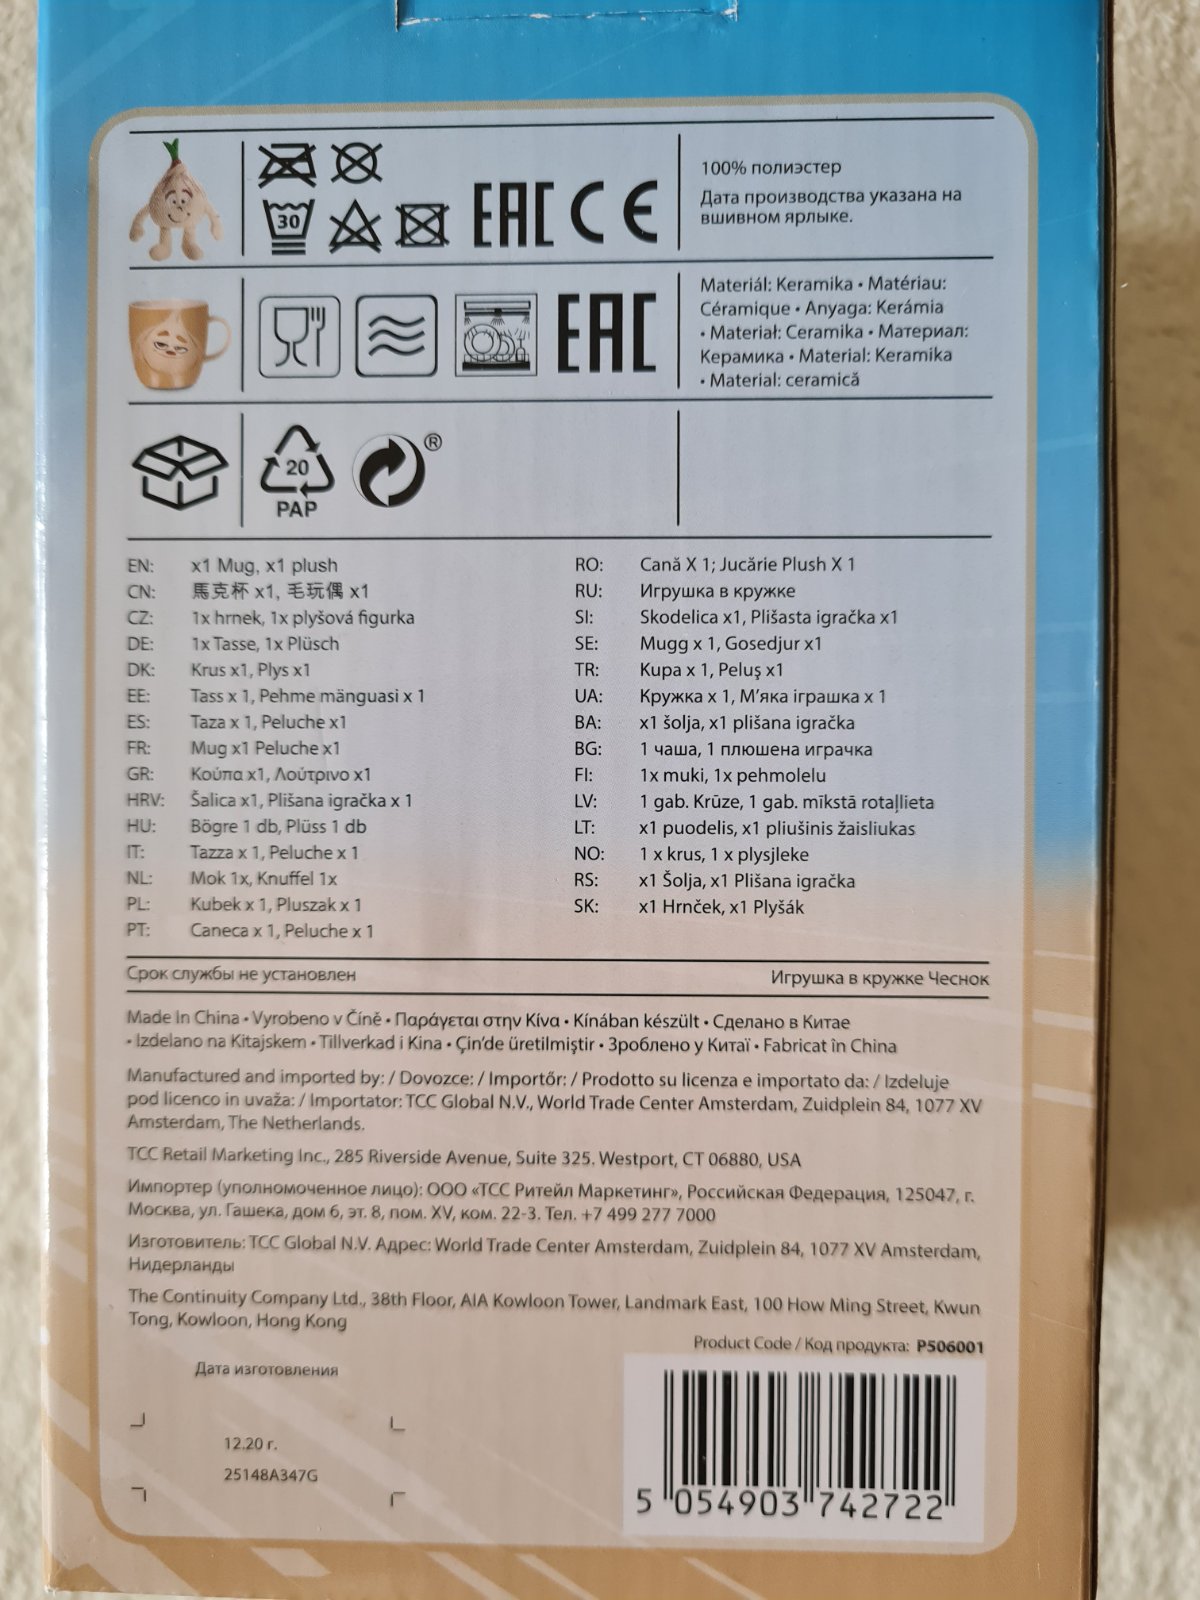 30
EAC CE
100% полиэстер
Дата производства указана на
вшивном ярлыке.
EAC
Materiál: Keramika • Matériau:
Céramique • Anyaga: Kerámia
• Materiał: Ceramika • Материал:
Керамика • Material: Keramika
• Material: ceramică
20
PAP
®
EN: x1 Mug, x1 plush
CN: 馬克杯 x1, 毛玩偶 x1
CZ: 1x hrnek, 1x plyšová figurka
DE: 1x Tasse, 1x Plüsch
DK: Krus x1, Plys x1
EE: Tass x 1, Pehme mänguasi x 1
ES: Taza x 1, Peluche x1
FR: Mug x1 Peluche x1
GR: Κούπα x1, Λούτρινο x1
HRV: Šalica x1, Plišana igračka x 1
HU: Bögre 1 db, Plüss 1 db
IT: Tazza x 1, Peluche x 1
NL: Mok 1x, Knuffel 1x
PL: Kubek x 1, Pluszak x 1
PT: Caneca x 1, Peluche x 1
RO: Cană X 1; Jucărie Plush X 1
RU: Игрушка в кружке
SI: Skodelica x1, Plišasta igračka x1
SE: Mugg x 1, Gosedjur x1
TR: Kupa x 1, Peluş x1
UA: Кружка x 1, М’яка іграшка x 1
BA: x1 šolja, x1 plišana igračka
BG: 1 чаша, 1 плюшена играчка
FI: 1x muki, 1x pehmolelu
LV: 1 gab. Krūze, 1 gab. mīkstā rotaļlieta
LT: x1 puodelis, x1 pliušinis žaisliukas
NO: 1 x krus, 1 x plysjleke
RS: x1 Šolja, x1 Plišana igračka
SK: x1 Hrnček, x1 Plyšák
Срок службы не установлен
Игрушка в кружке Чеснок
Made In China • Vyrobeno v Číně • Παράγεται στην Κίνα • Kínában készült • Сделано в Китае
• Izdelano na Kitajskem • Tillverkad i Kina • Çin’de üretilmiştir • Зроблено у Китаї • Fabricat în China
Manufactured and imported by: / Dovozce: / Importőr: / Prodotto su licenza e importato da: / Izdeluje
pod licenco in uvaža: / Importator: TCC Global N.V., World Trade Center Amsterdam, Zuidplein 84, 1077 XV
Amsterdam, The Netherlands.
TCC Retail Marketing Inc., 285 Riverside Avenue, Suite 325. Westport, CT 06880, USA
Импортер (уполномоченное лицо): ООО «ТСС Ритейл Маркетинг», Российская Федерация, 125047, г.
Москва, ул. Гашека, дом 6, эт. 8, пом. XV, ком. 22-3. Тел. +7 499 277 7000
Изготовитель: TCC Global N.V. Адрес: World Trade Center Amsterdam, Zuidplein 84, 1077 XV Amsterdam,
Нидерланды
The Continuity Company Ltd., 38th Floor, AIA Kowloon Tower, Landmark East, 100 How Ming Street, Kwun
Tong, Kowloon, Hong Kong
Product Code / Код продукта: P506001
Дата изготовления
12.20 г.
25148A347G
5 054903 742722